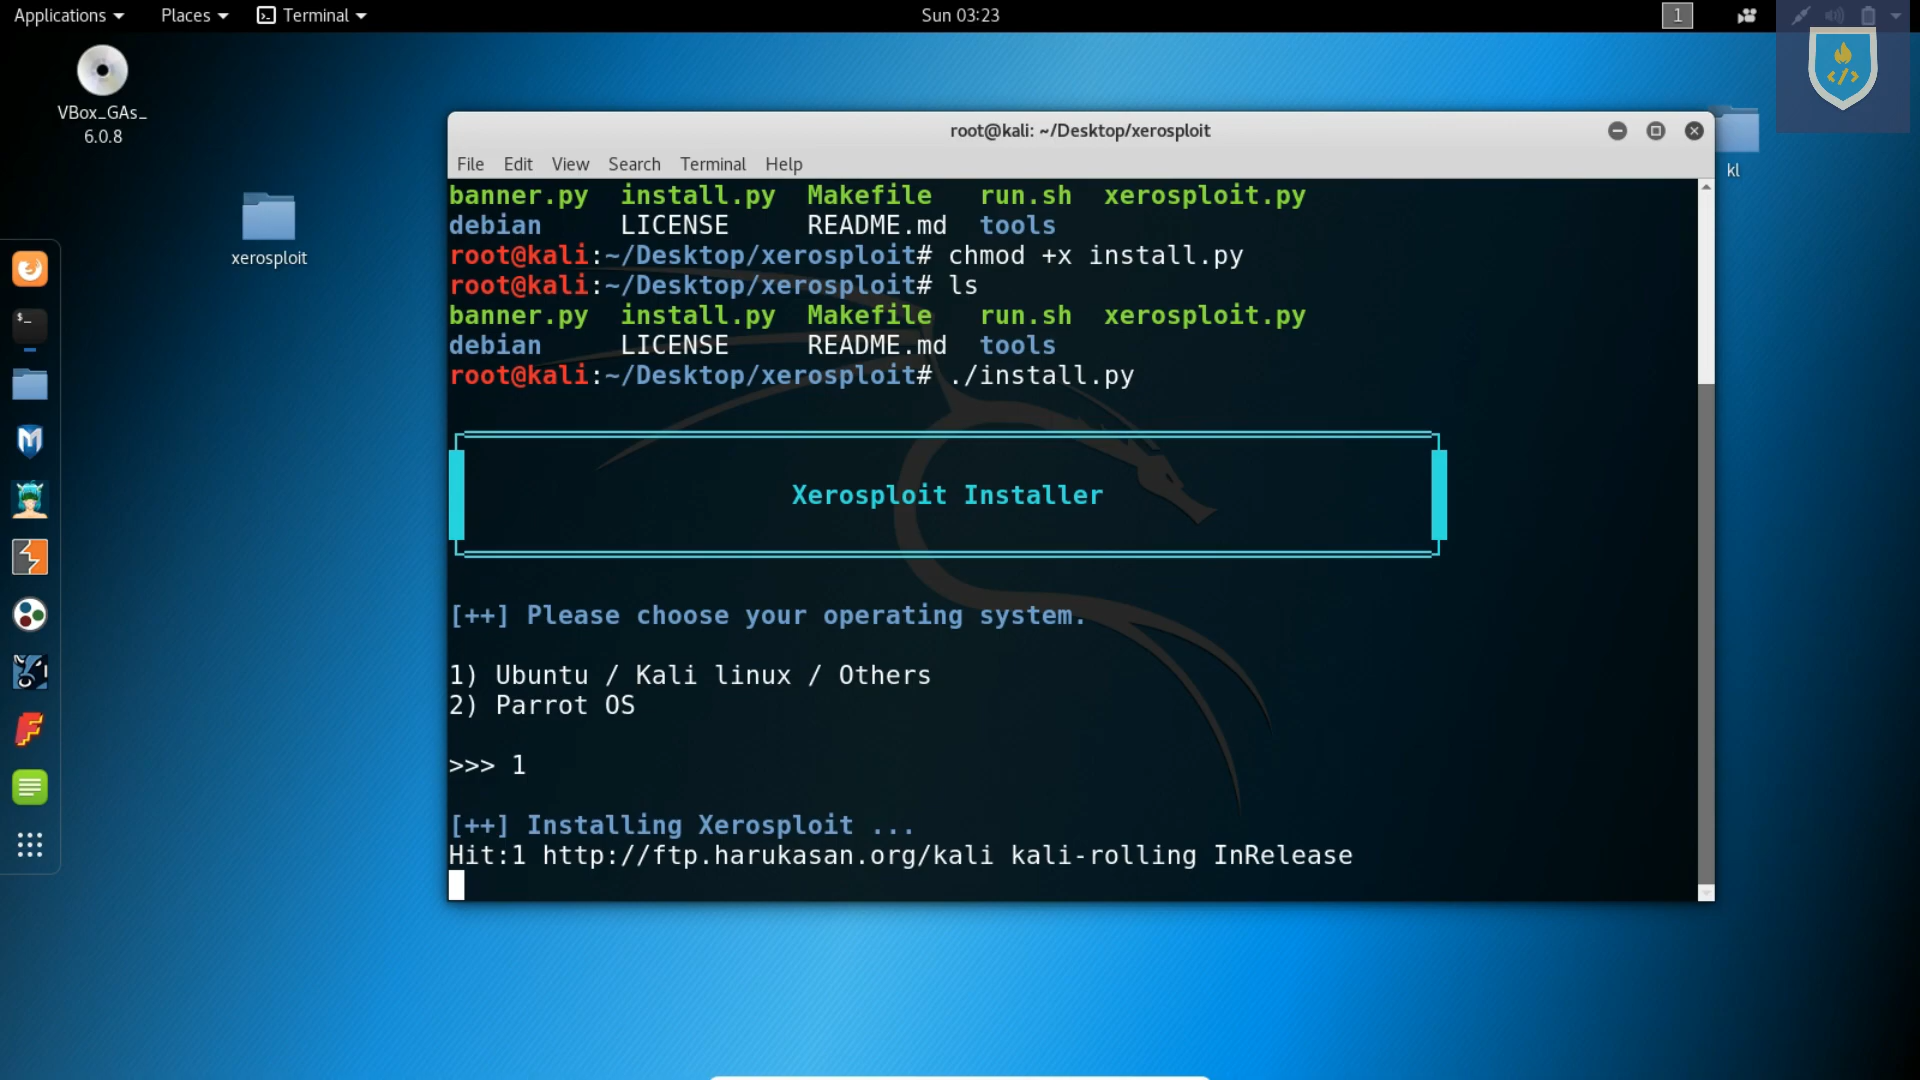 Applications Places Terminal Sun 03:23 1
VBox_GAs_
6.0.8
xerosploit
kl
root@kali: ~/Desktop/xerosploit
File Edit View Search Terminal Help
banner.py install.py Makefile run.sh xerosploit.py
debian LICENSE README.md tools
root@kali:~/Desktop/xerosploit# chmod +x install.py
root@kali:~/Desktop/xerosploit# ls
banner.py install.py Makefile run.sh xerosploit.py
debian LICENSE README.md tools
root@kali:~/Desktop/xerosploit# ./install.py
Xerosploit Installer
[++] Please choose your operating system.
1) Ubuntu / Kali linux / Others
2) Parrot OS
>>> 1
[++] Installing Xerosploit ...
Hit:1 http://ftp.harukasan.org/kali kali-rolling InRelease